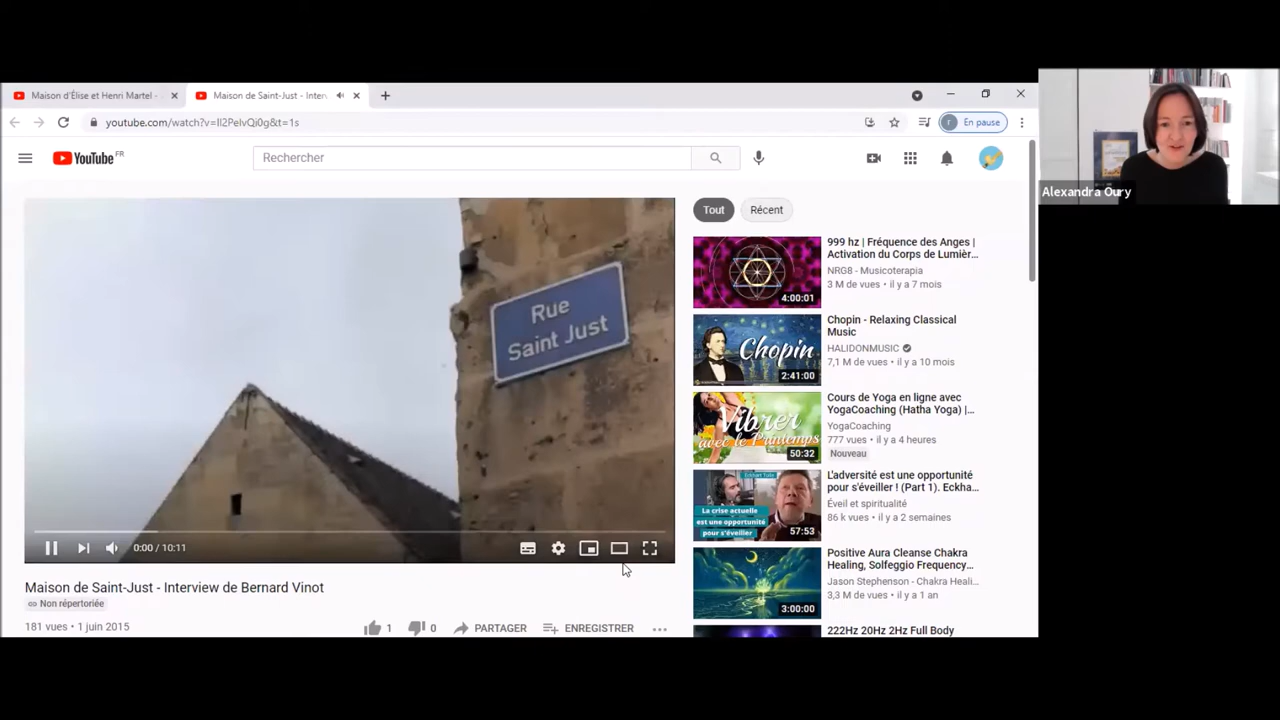 Maison d'Élise et Henri Martel -
Maison de Saint-Just - Inter
youtube.com/watch?v=Il2PeIvQi0g&t=1s
En pause
YouTube FR
Rechercher
Rue
Saint Just
0:00 / 10:11
Maison de Saint-Just - Interview de Bernard Vinot
Non répertoriée
181 vues • 1 juin 2015
1
0
PARTAGER
ENREGISTRER
Tout
Récent
4:00:01
999 hz | Fréquence des Anges |
Activation du Corps de Lumièr...
NRG8 - Musicoterapia
3 M de vues • il y a 7 mois
Chopin
2:41:00
Chopin - Relaxing Classical
Music
HALIDONMUSIC
7,1 M de vues • il y a 10 mois
Vibrer
avec le Printemps
50:32
Cours de Yoga en ligne avec
YogaCoaching (Hatha Yoga) |...
YogaCoaching
777 vues • il y a 4 heures
Nouveau
Eckhart Tolle
La crise actuelle
est une opportunité
pour s'éveiller
57:53
L'adversité est une opportunité
pour s'éveiller ! (Part 1). Eckha...
Éveil et spiritualité
86 k vues • il y a 2 semaines
3:00:00
Positive Aura Cleanse Chakra
Healing, Solfeggio Frequency...
Jason Stephenson - Chakra Heali...
3,3 M de vues • il y a 1 an
222Hz 20Hz 2Hz Full Body
Alexandra Oury